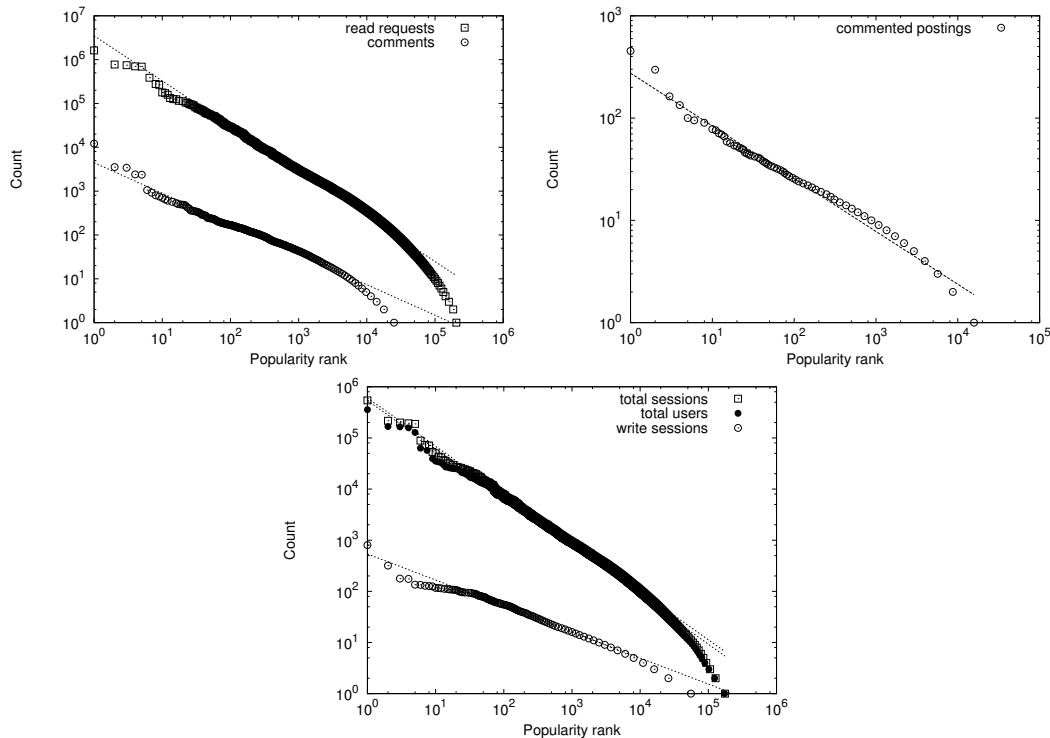 read requests
comments
10^6
10^7
10^5
10^4
10^3
10^2
10^1
10^0
Count
10^0 10^1 10^2 10^3 10^4 10^5 10^6
Popularity rank
commented postings
10^3
10^2
10^1
10^0
Count
10^0 10^1 10^2 10^3 10^4 10^5
Popularity rank
total sessions
total users
write sessions
10^6
10^5
10^4
10^3
10^2
10^1
10^0
Count
10^0 10^1 10^2 10^3 10^4 10^5 10^6
Popularity rank